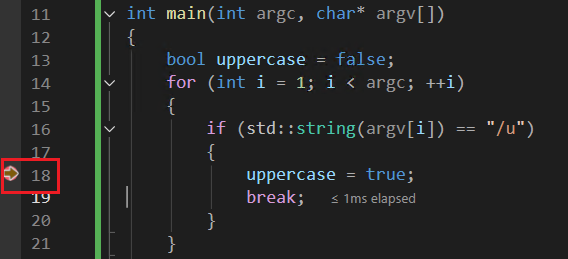 11 int main(int argc, char* argv[])
12 {
13 bool uppercase = false;
14 for (int i = 1; i < argc; ++i)
15 {
16 if (std::string(argv[i]) == "/u")
17 {
18 uppercase = true;
19 break; ≤ 1ms elapsed
20 }
21 }